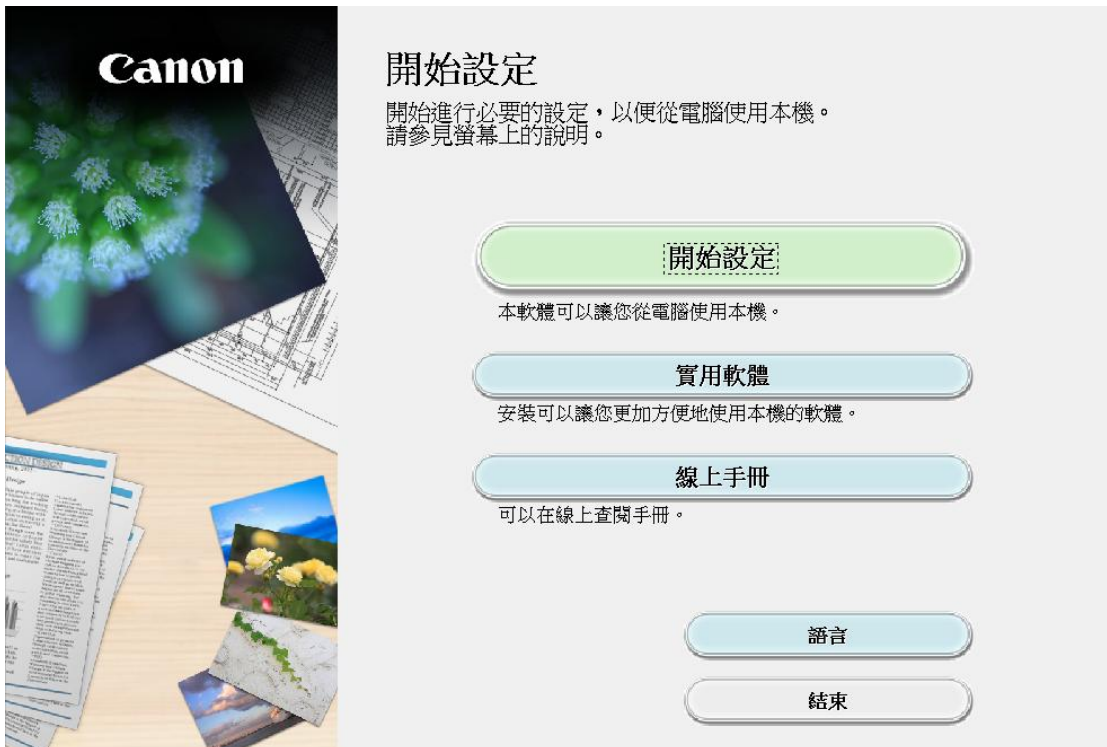 Canon
開始設定
開始進行必要的設定，以便從電腦使用本機。
請參見螢幕上的說明。
開始設定
本軟體可以讓您從電腦使用本機。
實用軟體
安裝可以讓您更加方便地使用本機的軟體。
線上手冊
可以在線上查閱手冊。
語言
結束